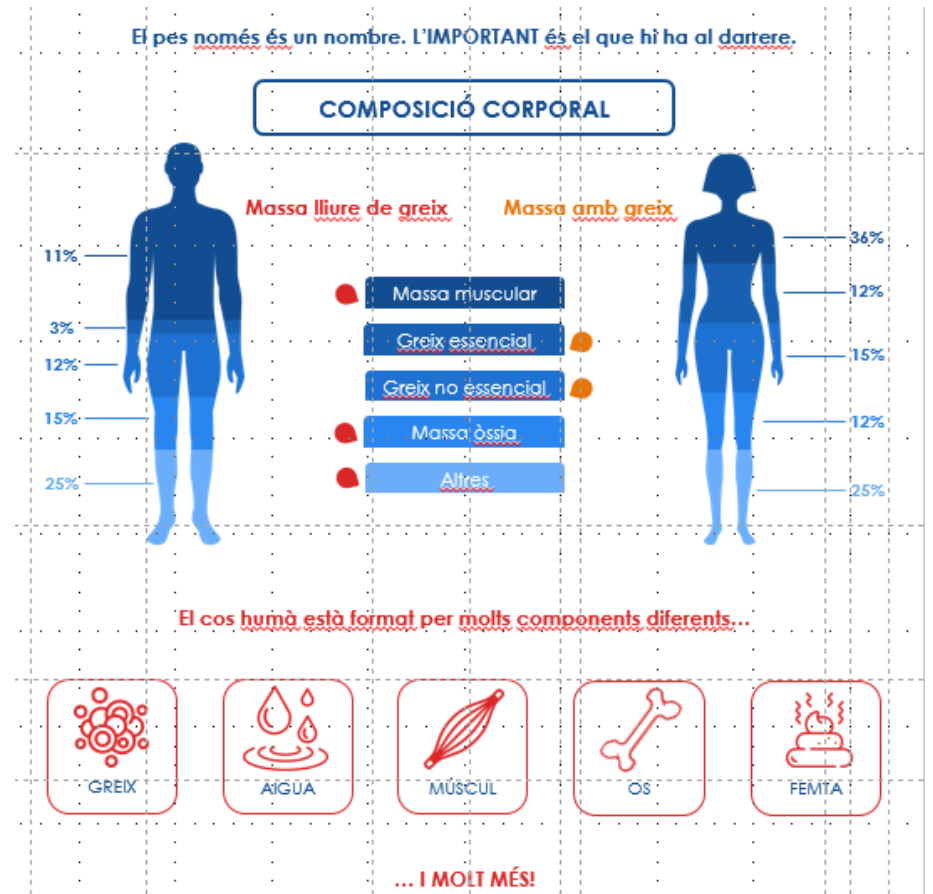 El pes només és un nombre. L'IMPORTANT és el que hi ha al dartere.
COMPOSICIÓ CORPORAL
Massa lliure de greix
Massa amb greix
11%
3%
12%
15%
25%
Massa muscular
Greix essencial
Greix no essencial
Massa òssia
Altres
36%
12%
15%
12%
25%
El cos humà està format per molts components diferents...
GREIX
AIGUA
MÚSCUL
OS
FEMTA
... I MOLT MÉS!